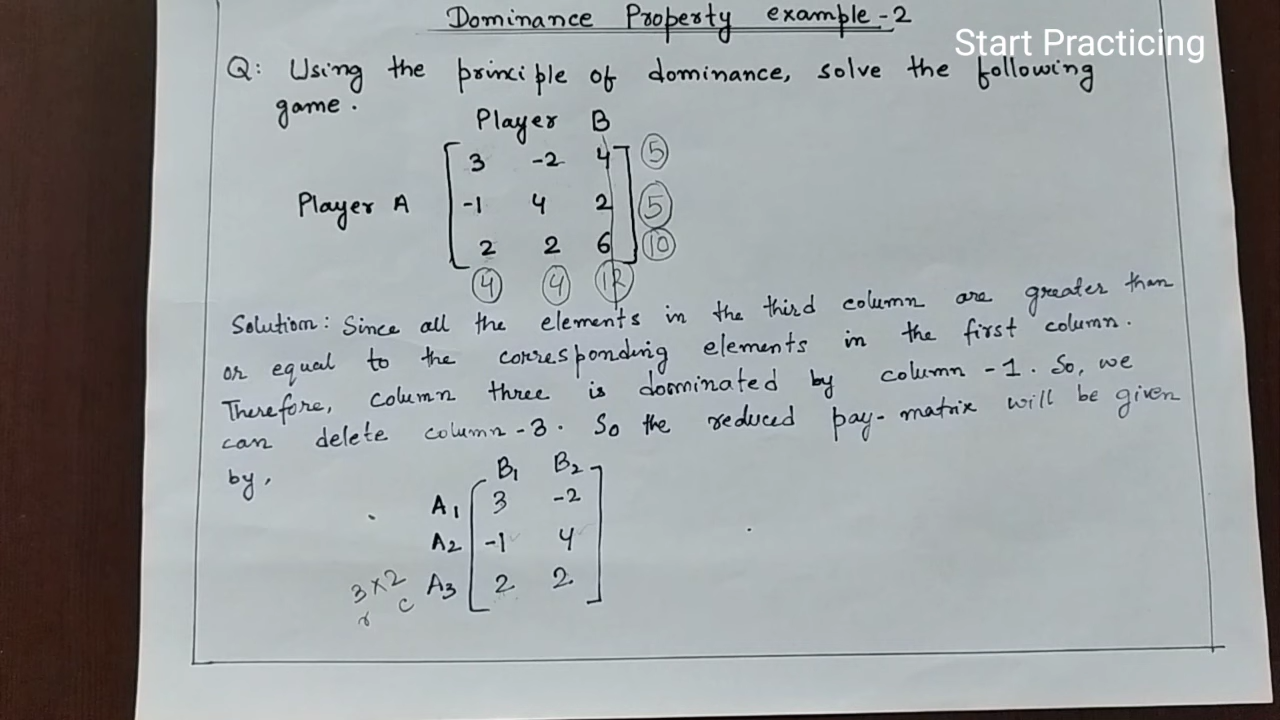 Dominance Property example-2
Start Practicing
Q: Using the principle of dominance, solve the following
game.
Player B
3 -2 4 5
Player A -1 4 2 5
2 2 6 10
4 4 12
Solution: Since all the elements in the third column are greater than
or equal to the corresponding elements in the first column.
Therefore, column three is dominated by column -1. So, we
can delete column-3. So the reduced pay-matrix will be given
by,
B1 B2
A1 3 -2
A2 -1 4
3×2 A3 2 2
r c